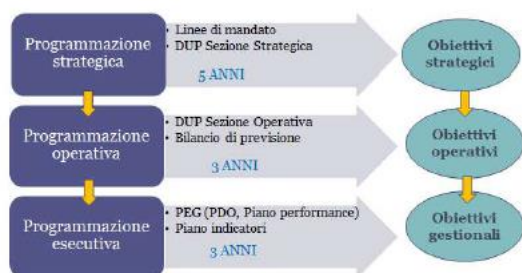 Programmazione
strategica
• Linee di mandato
• DUP Sezione Strategica
5 ANNI
Obiettivi
strategici
Programmazione
operativa
• DUP Sezione Operativa
• Bilancio di previsione
3 ANNI
Obiettivi
operativi
Programmazione
esecutiva
• PEG (PDO, Piano performance)
• Piano indicatori
3 ANNI
Obiettivi
gestionali